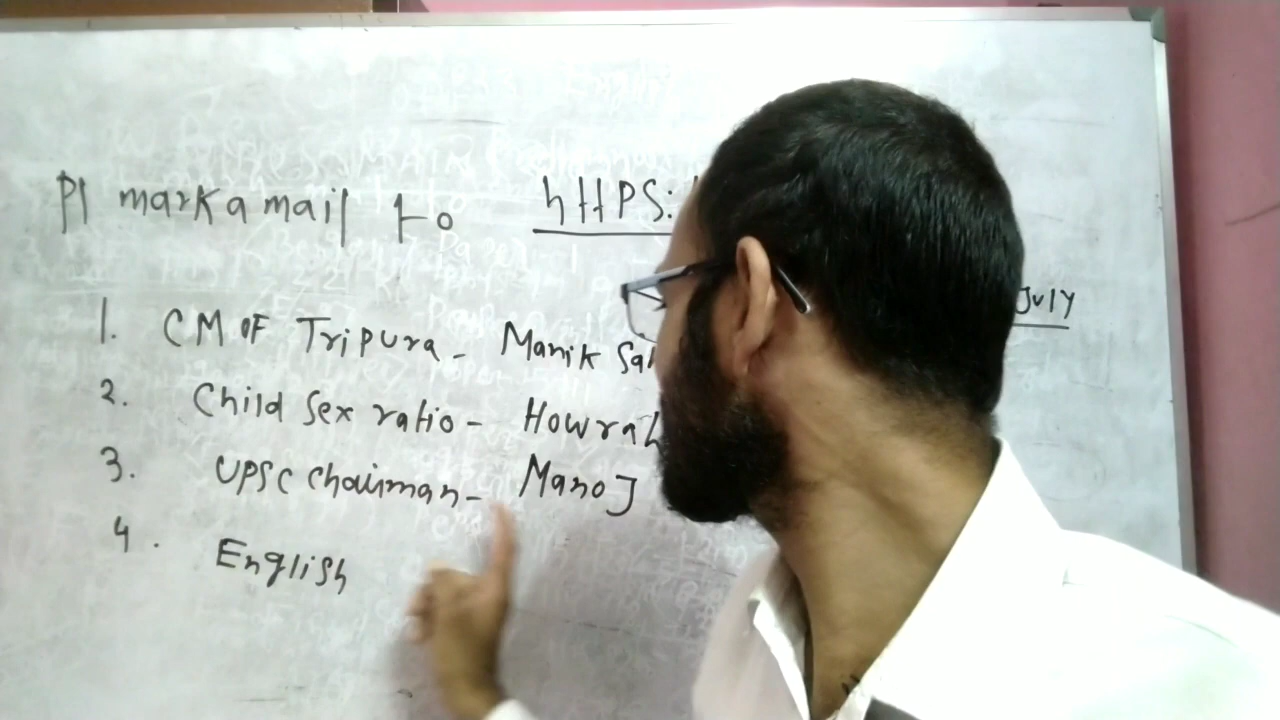 Pl mark a mail to hTTPS:
July
1. CM OF Tripura - Manik Sa
2. Child Sex ratio - Howrah
3. UPSC Chairman - Manoj
4. English